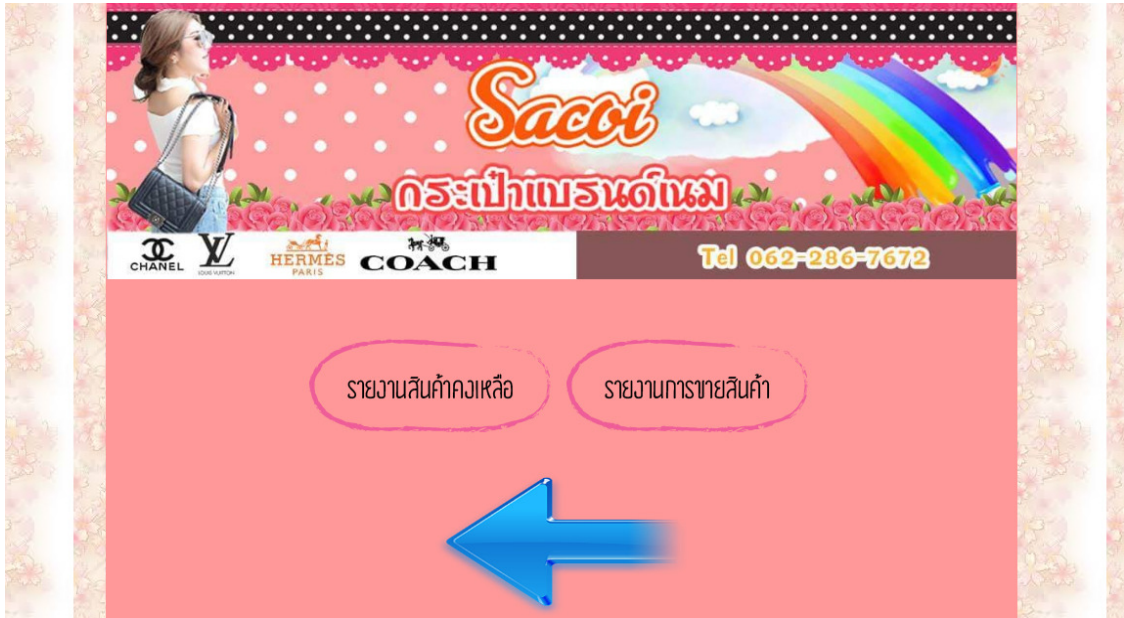 Sacoi
กระเป๋าแบรนด์เนม
CHANEL
LOUIS VUITTON
HERMÈS
PARIS
COACH
Tel 062-286-7672
รายงานสินค้าคงเหลือ
รายงานการขายสินค้า